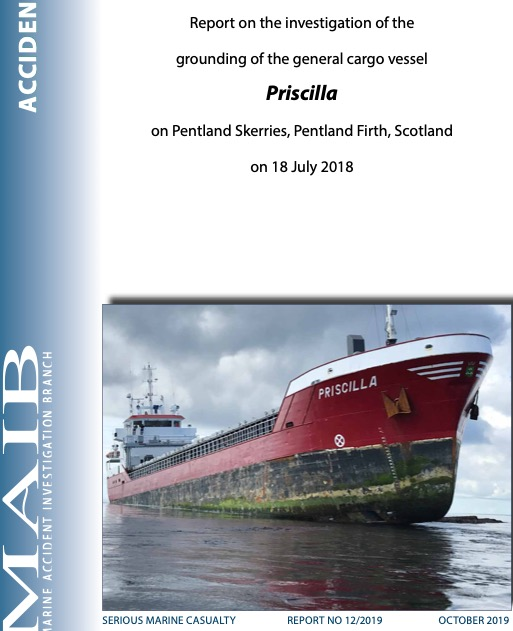 ACCIDEN
Report on the investigation of the
grounding of the general cargo vessel
Priscilla
on Pentland Skerries, Pentland Firth, Scotland
on 18 July 2018
PRISCILLA
MAIB
MARINE ACCIDENT INVESTIGATION BRANCH
SERIOUS MARINE CASUALTY REPORT NO 12/2019 OCTOBER 2019